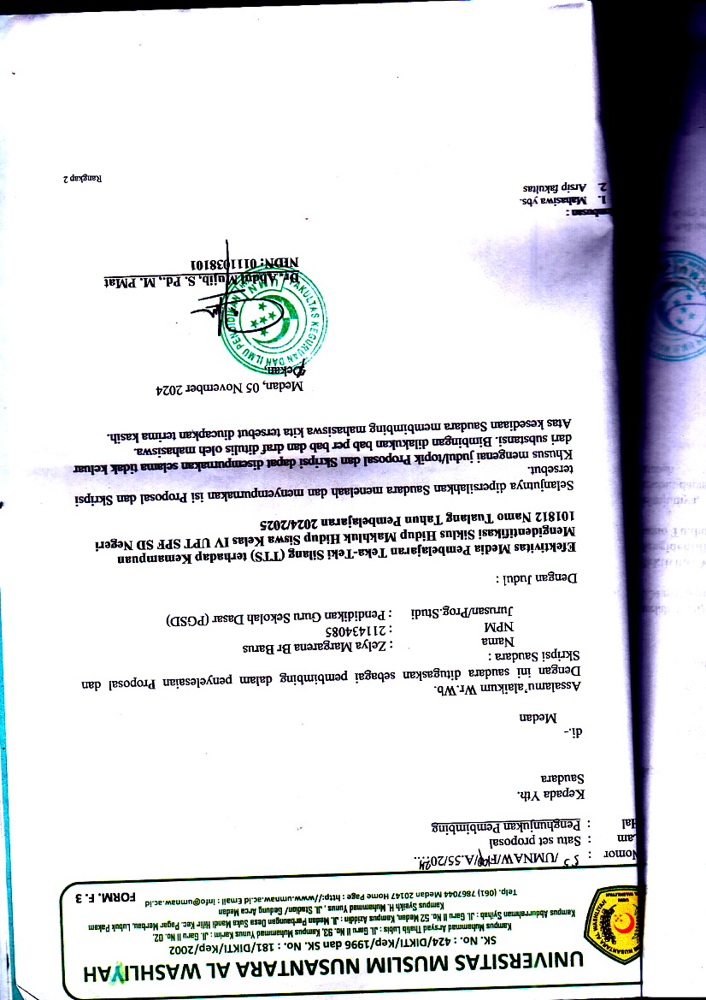 UNIVERSITAS MUSLIM NUSANTARA AL WASHLIYAH
SK. No. : 424/DIKTI/Kep/1996 dan SK. No. : 181/DIKTI/Kep/2002
Kampus Muhammad Arsyad Thalib Lubis : Jl. Garu II No. 93, Kampus Muhammad Yunus Karim : Jl. Garu II No. 02,
Kampus Abdurrahman Syihab : Jl. Garu II No. 52 Medan, Kampus Aziddin : Jl. Medan Perbaungan Desa Suka Mandi Hilir Kec. Pagar Merbau, Lubuk Pakam
Kampus Syeikh H. Muhammad Yunus , Jl. Stadion/ Gedung Arca Medan
Telp. (061) 7867044 Medan 20147 Home Page : http://www.umnaw.ac.id Email : info@umnaw.ac.id
FORM. F. 3
Nomor : /UMNAW/ /A.55/20
Lam : Satu set proposal
Hal : Penghunjukan Pembimbing
Kepada Yth.
Saudara
di.-
Medan
Assalamu'alaikum Wr.Wb.
Dengan ini saudara ditugaskan sebagai pembimbing dalam penyelesaian Proposal dan
Skripsi Saudara :
Nama : Zelya Margarena Br Barus
NPM : 211434085
Jurusan/Prog.Studi : Pendidikan Guru Sekolah Dasar (PGSD)
Dengan Judul :
Efektivitas Media Pembelajaran Teka-Teki Silang (TTS) terhadap Kemampuan
Mengidentifikasi Siklus Hidup Makhluk Hidup Siswa Kelas IV UPT SPF SD Negeri
101812 Namo Tualang Tahun Pembelajaran 2024/2025
Selanjutnya dipersilahkan Saudara menelaah dan menyempurnakan isi Proposal dan Skripsi
tersebut.
Khusus mengenai judul/topik Proposal dan Skripsi dapat disempurnakan selama tidak keluar
dari substansi. Bimbingan dilakukan bab per bab dan draf ditulis oleh mahasiswa.
Atas kesediaan Saudara membimbing mahasiswa kita tersebut diucapkan terima kasih.
Medan, 05 November 2024
Dekan,
FAKULTAS KEGURUAN DAN ILMU PENDIDIKAN
UMN
Dr. Abdul Mujib, S. Pd., M. PMat
NIDN: 0111038101
embusan :
1. Mahasiwa ybs.
2. Arsip fakultas
Rangkap 2